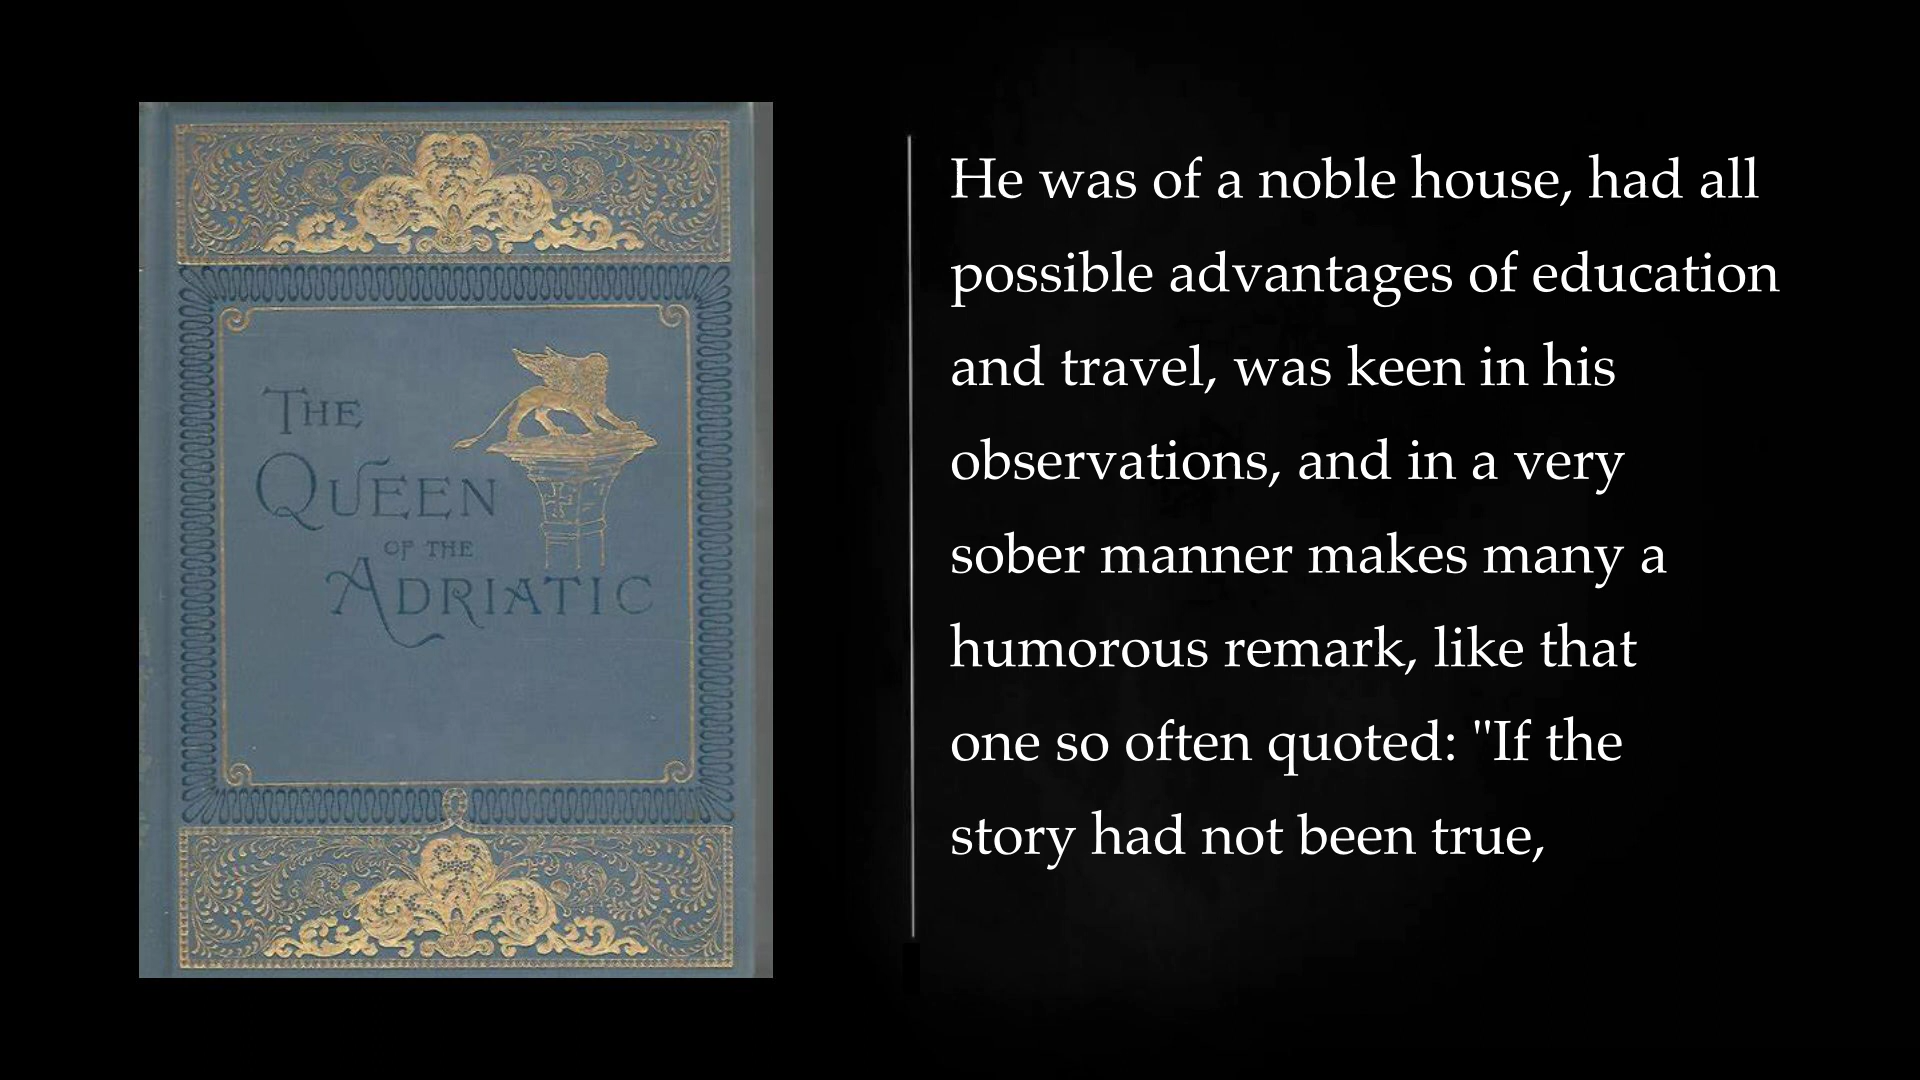 THE
QUEEN
OF THE
ADRIATIC
He was of a noble house, had all
possible advantages of education
and travel, was keen in his
observations, and in a very
sober manner makes many a
humorous remark, like that
one so often quoted: "If the
story had not been true,